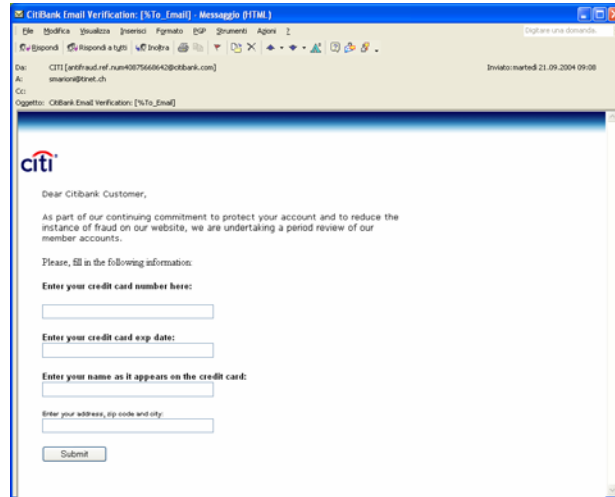 CitiBank Email Verification: [%To_Email] - Messaggio (HTML)
File Modifica Visualizza Inserisci Formato PGP Strumenti Azioni ?
Digitare una domanda.
Rispondi Rispondi a tutti Inoltra
Da: CITI [antifraud.ref.num40875668642@citibank.com] Inviato: martedì 21.09.2004 09:08
A: smarioni@tinet.ch
Cc:
Oggetto: CitiBank Email Verification: [%To_Email]
citi
Dear Citibank Customer,
As part of our continuing commitment to protect your account and to reduce the
instance of fraud on our website, we are undertaking a period review of our
member accounts.
Please, fill in the following information:
Enter your credit card number here:
Enter your credit card exp date:
Enter your name as it appears on the credit card:
Enter your address, zip code and city:
Submit